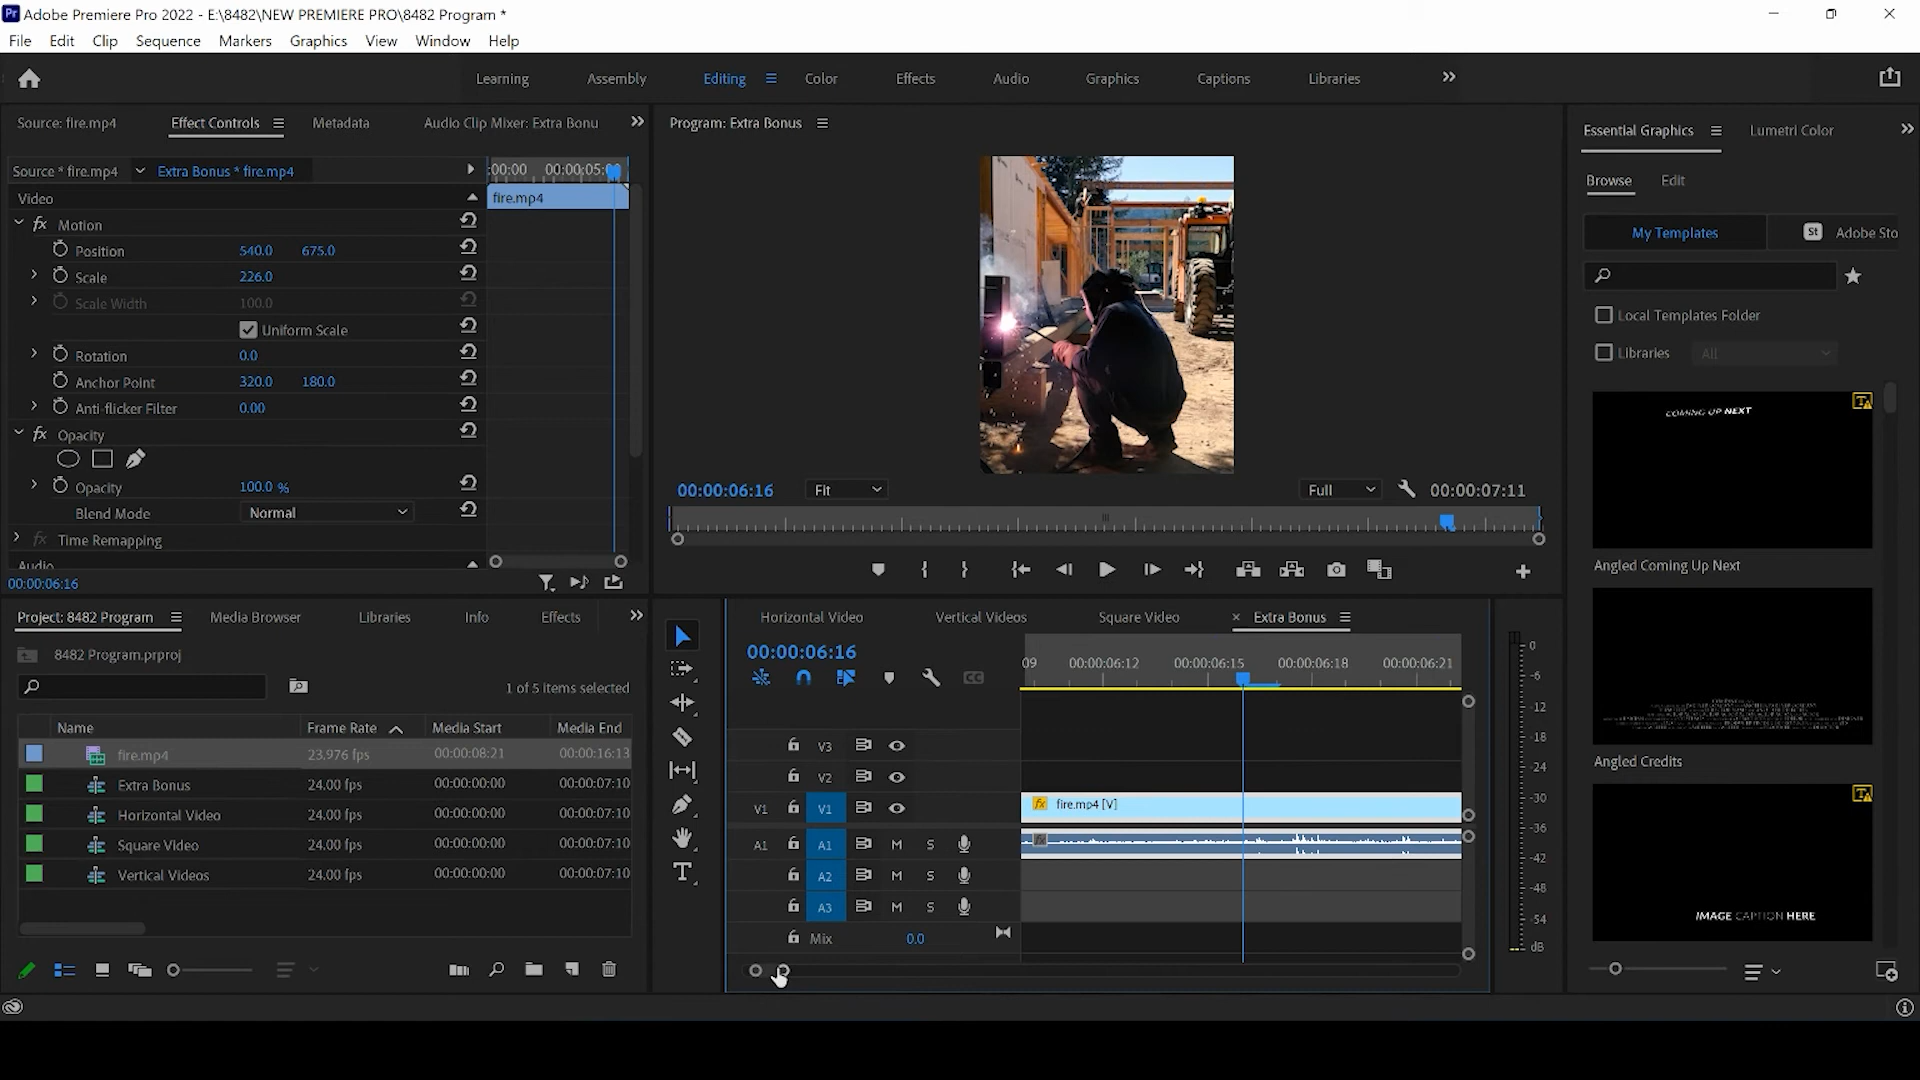 Pr Adobe Premiere Pro 2022 - E:\8482\NEW PREMIERE PRO\8482 Program *
File Edit Clip Sequence Markers Graphics View Window Help
Learning Assembly Editing Color Effects Audio Graphics Captions Libraries
Source: fire.mp4 Effect Controls Metadata Audio Clip Mixer: Extra Bonu
Source * fire.mp4 Extra Bonus * fire.mp4
:00:00 00:00:05:0
Video
fire.mp4
fx Motion
Position 540.0 675.0
Scale 226.0
Scale Width 100.0
Uniform Scale
Rotation 0.0
Anchor Point 320.0 180.0
Anti-flicker Filter 0.00
fx Opacity
Opacity 100.0 %
Blend Mode Normal
fx Time Remapping
Audio
00:00:06:16
Program: Extra Bonus
00:00:06:16 Fit Full 00:00:07:11
Essential Graphics Lumetri Color
Browse Edit
My Templates St Adobe Sto
Local Templates Folder
Libraries All
COMING UP NEXT
Angled Coming Up Next
Angled Credits
IMAGE CAPTION HERE
Project: 8482 Program Media Browser Libraries Info Effects
8482 Program.prproj
1 of 5 items selected
Name Frame Rate Media Start Media End
fire.mp4 23.976 fps 00:00:08:21 00:00:16:13
Extra Bonus 24.00 fps 00:00:00:00 00:00:07:10
Horizontal Video 24.00 fps 00:00:00:00 00:00:07:10
Square Video 24.00 fps 00:00:00:00 00:00:07:10
Vertical Videos 24.00 fps 00:00:00:00 00:00:07:10
Horizontal Video Vertical Videos Square Video × Extra Bonus
00:00:06:16
09 00:00:06:12 00:00:06:15 00:00:06:18 00:00:06:21
CC
V3
V2
V1 V1 fx fire.mp4 [V]
A1 A1 M S fx
A2 M S
A3 M S
Mix 0.0
0
-6
-12
-18
-24
-30
-36
-42
-48
-54
dB